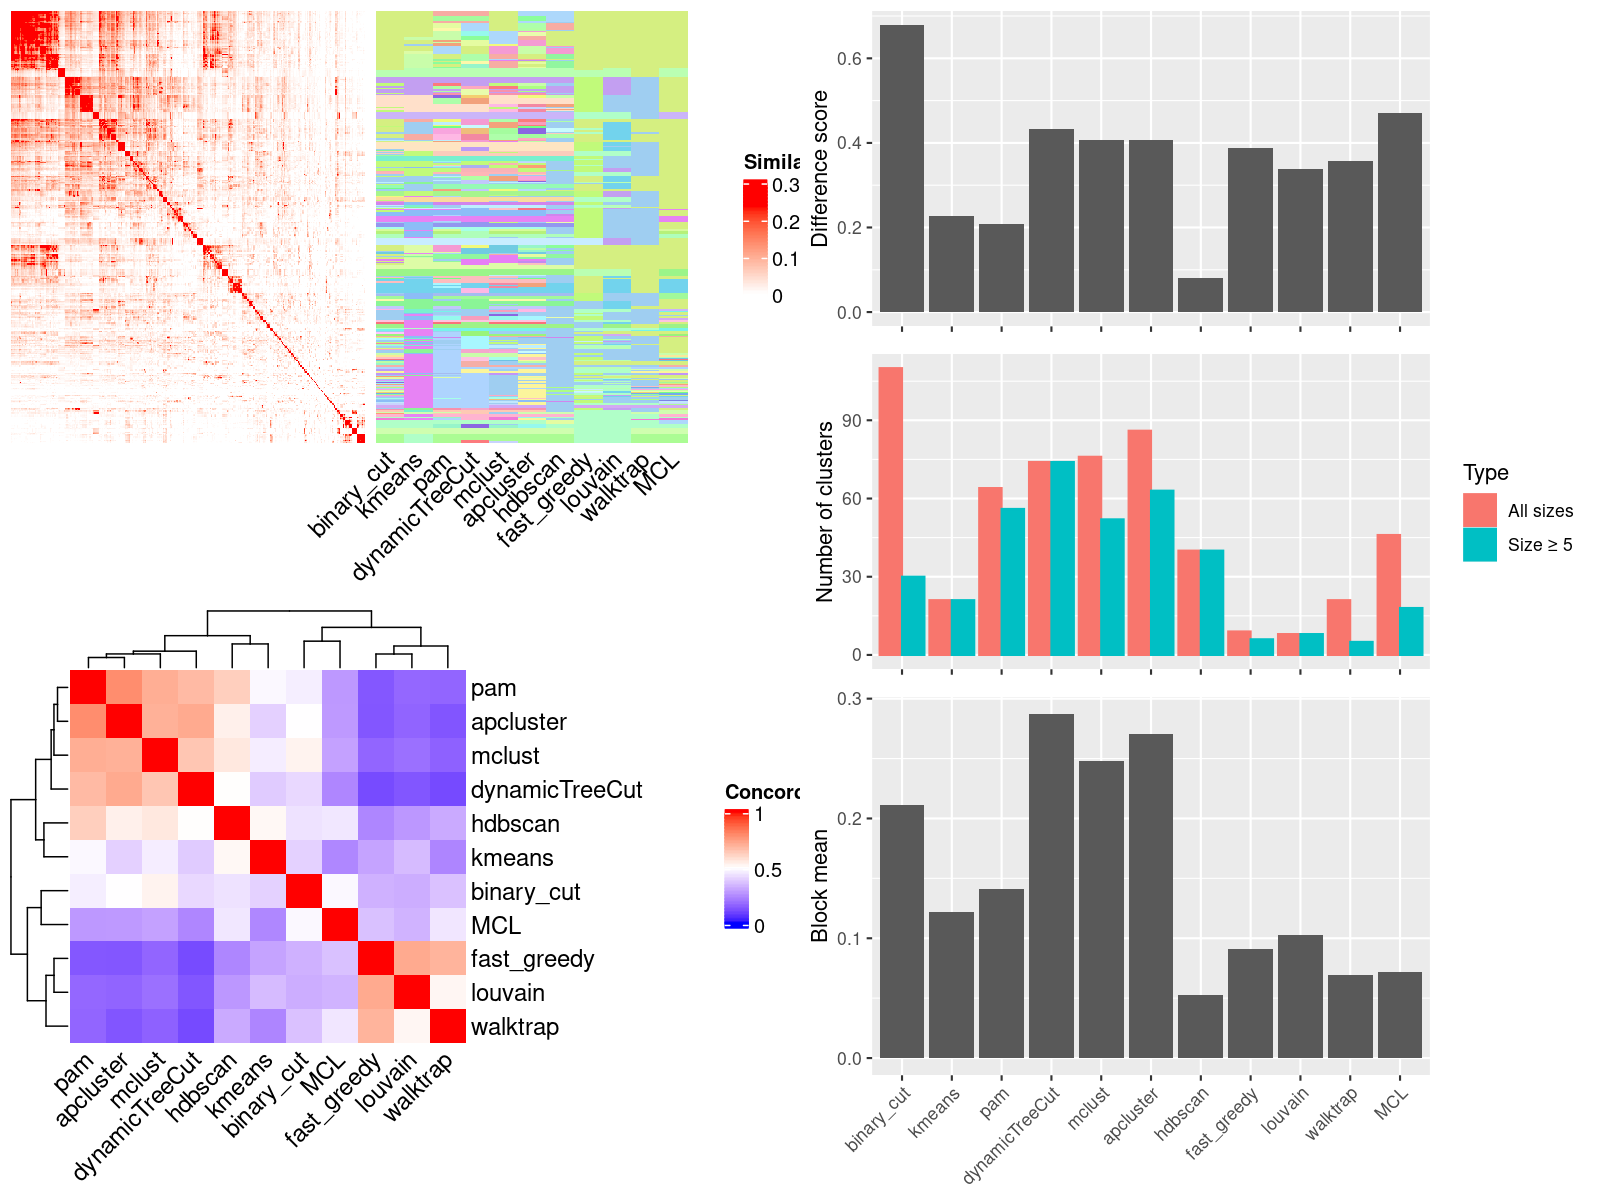 Simila
0.3
0.2
0.1
0
binary_cut
kmeans
pam
dynamicTreeCut
mclust
apcluster
hdbscan
fast_greedy
louvain
walktrap
MCL
pam
apcluster
mclust
dynamicTreeCut
hdbscan
kmeans
binary_cut
MCL
fast_greedy
louvain
walktrap
pam
apcluster
mclust
dynamicTreeCut
hdbscan
kmeans
binary_cut
MCL
fast_greedy
louvain
walktrap
Concord
1
0.5
0
Difference score
0.6
0.4
0.2
0.0
Number of clusters
90
60
30
0
Type
All sizes
Size ≥ 5
Block mean
0.3
0.2
0.1
0.0
binary_cut
kmeans
pam
dynamicTreeCut
mclust
apcluster
hdbscan
fast_greedy
louvain
walktrap
MCL